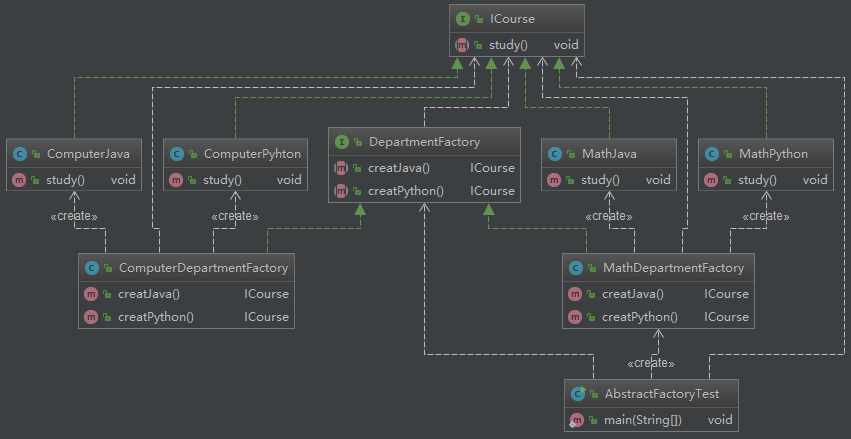 ICourse
study() void
ComputerJava
study() void
ComputerPyhton
study() void
DepartmentFactory
creatJava() ICourse
creatPython() ICourse
MathJava
study() void
MathPython
study() void
«create»
«create»
«create»
«create»
ComputerDepartmentFactory
creatJava() ICourse
creatPython() ICourse
MathDepartmentFactory
creatJava() ICourse
creatPython() ICourse
«create»
AbstractFactoryTest
main(String[]) void